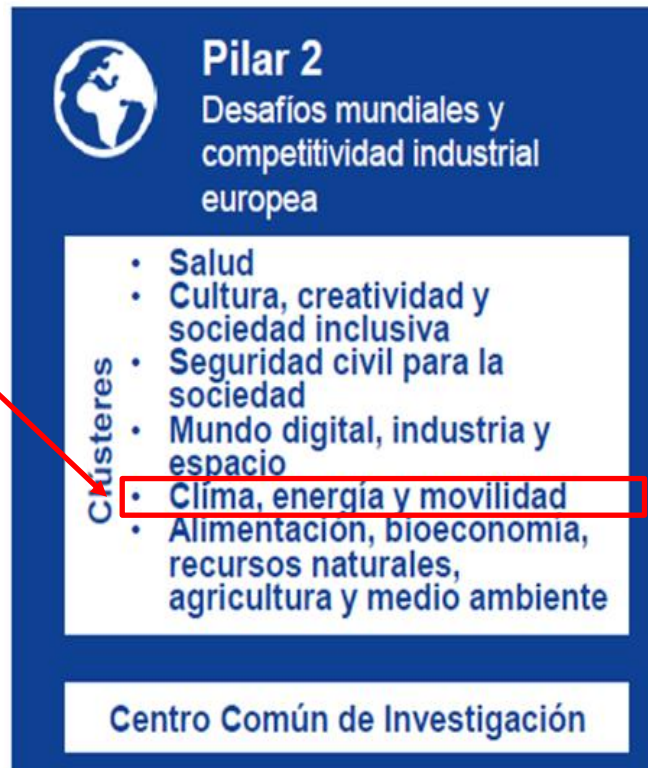 Pilar 2
Desafíos mundiales y
competitividad industrial
europea
Clústeres
• Salud
• Cultura, creatividad y
sociedad inclusiva
• Seguridad civil para la
sociedad
• Mundo digital, industria y
espacio
• Clíma, energía y movilidad
• Alimentación, bioeconomía,
recursos naturales,
agricultura y medio ambiente
Centro Común de Investigación